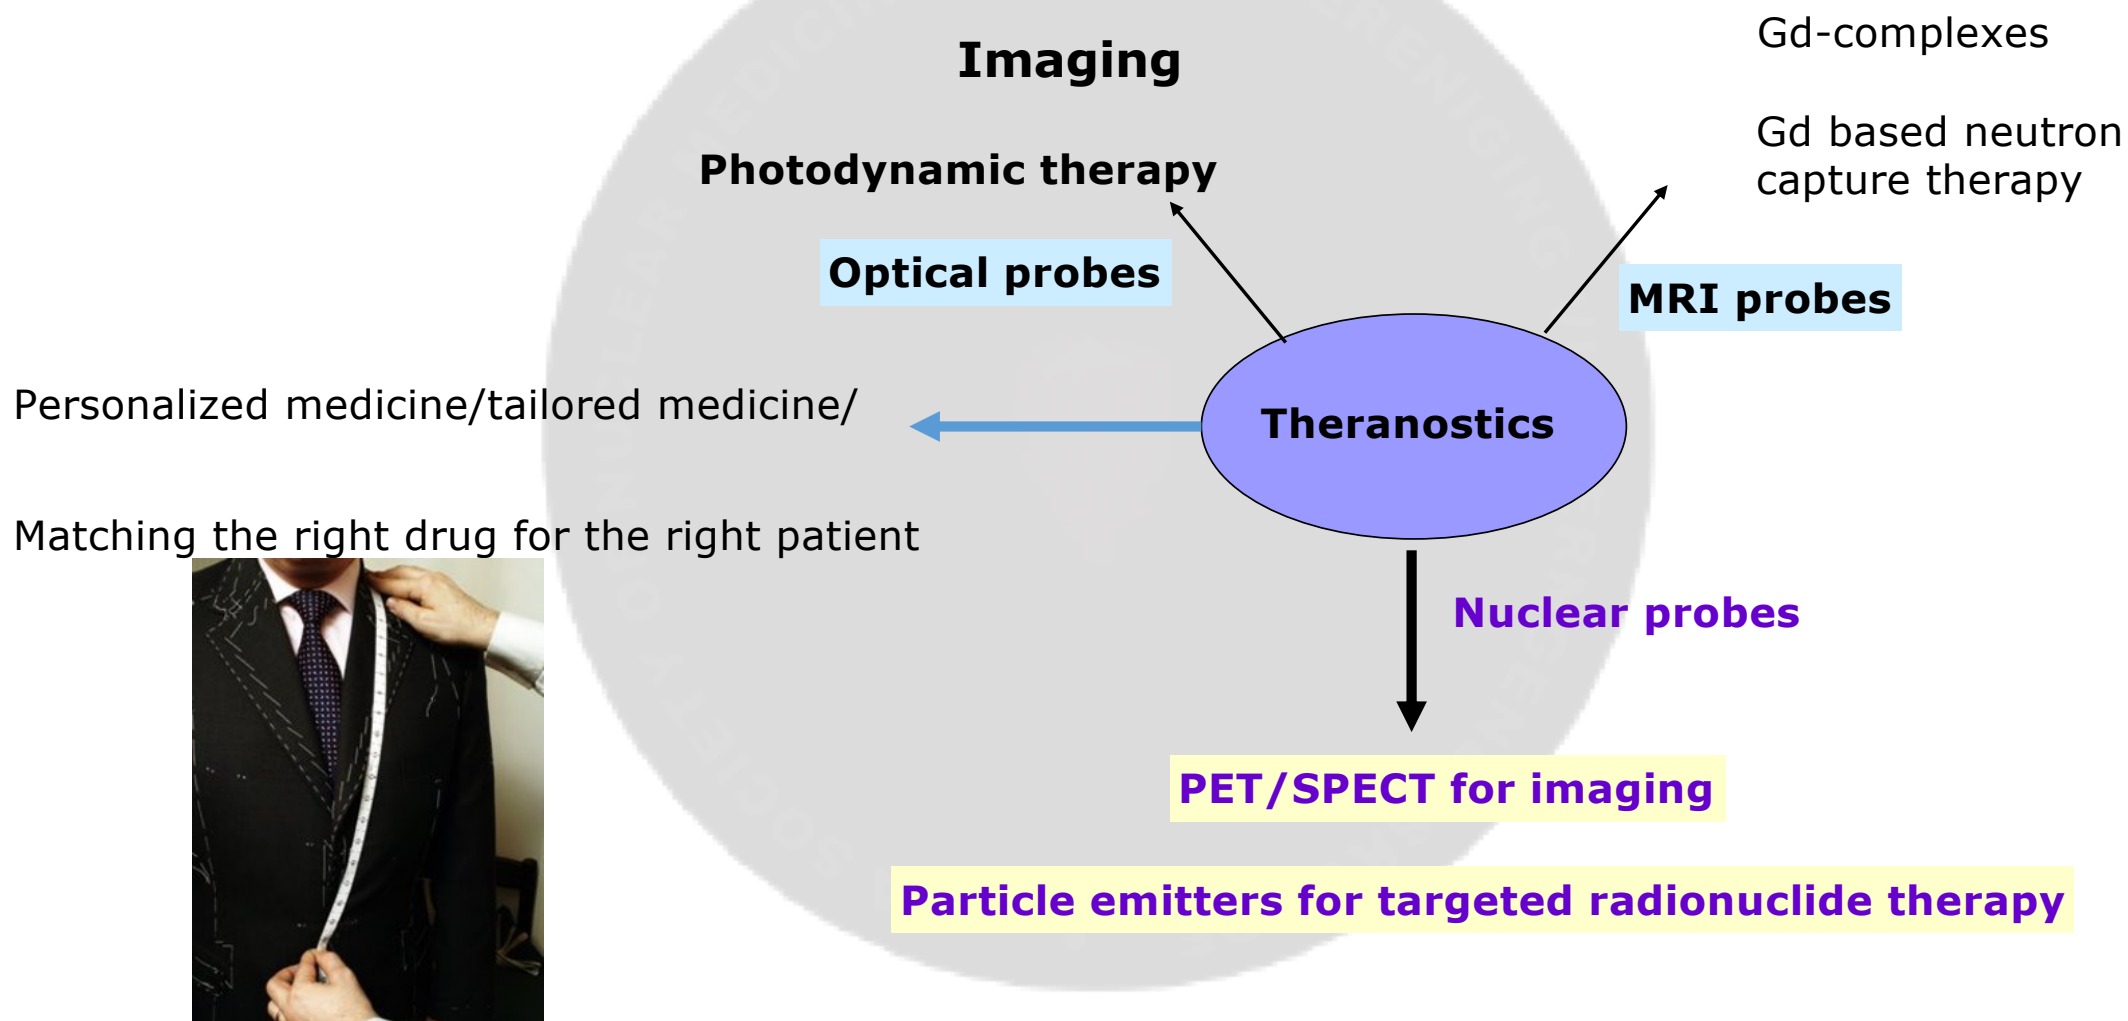 Imaging
Gd-complexes
Gd based neutron
capture therapy
Photodynamic therapy
Optical probes
MRI probes
Personalized medicine/tailored medicine/
Theranostics
Matching the right drug for the right patient
Nuclear probes
PET/SPECT for imaging
Particle emitters for targeted radionuclide therapy